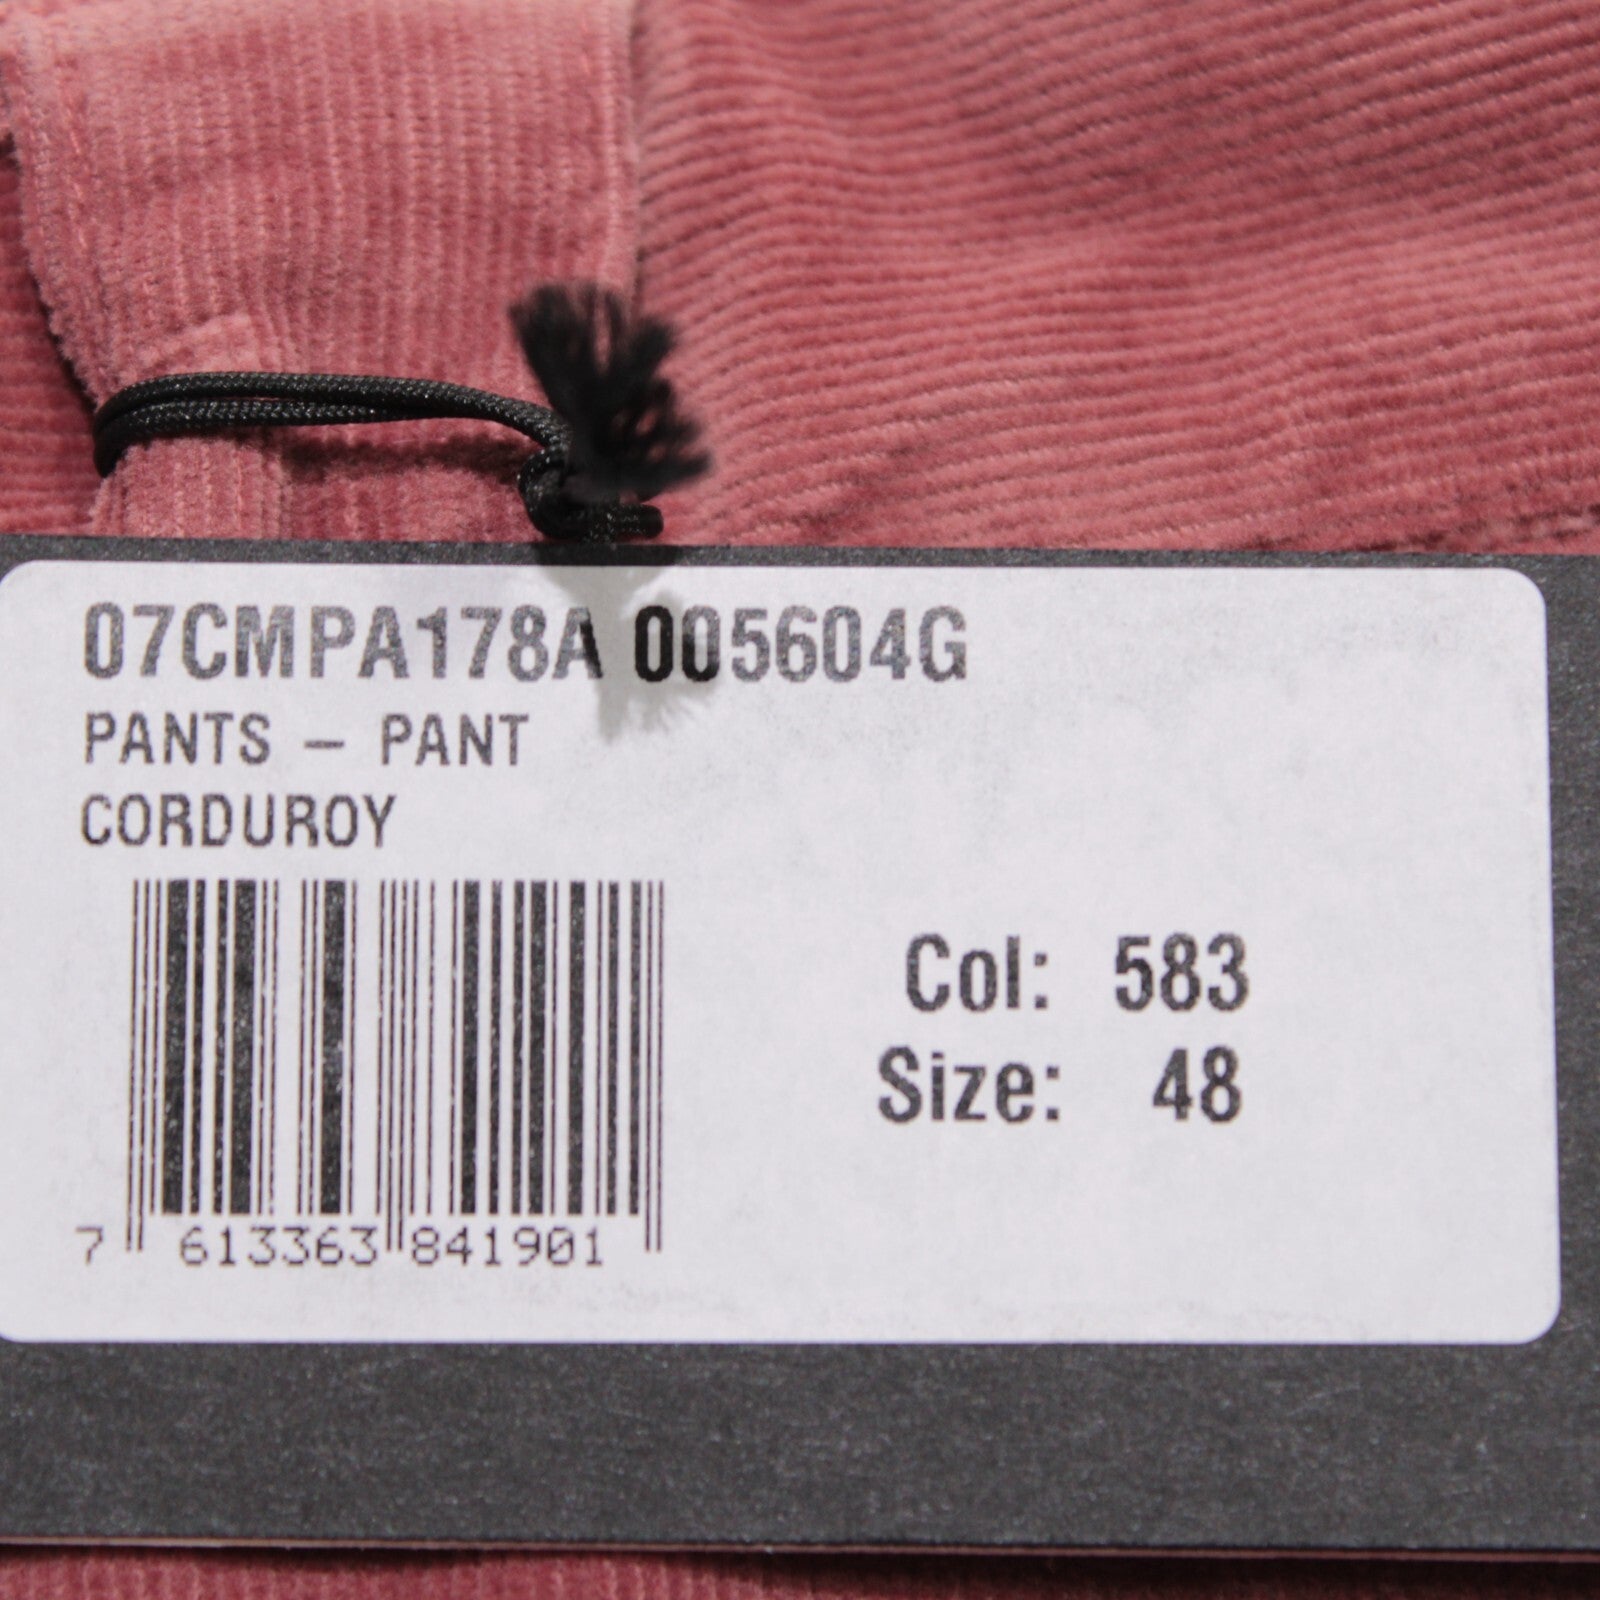 07CMPA178A 005604G
PANTS – PANT
CORDUROY
Col: 583
Size: 48
7 613363 841901